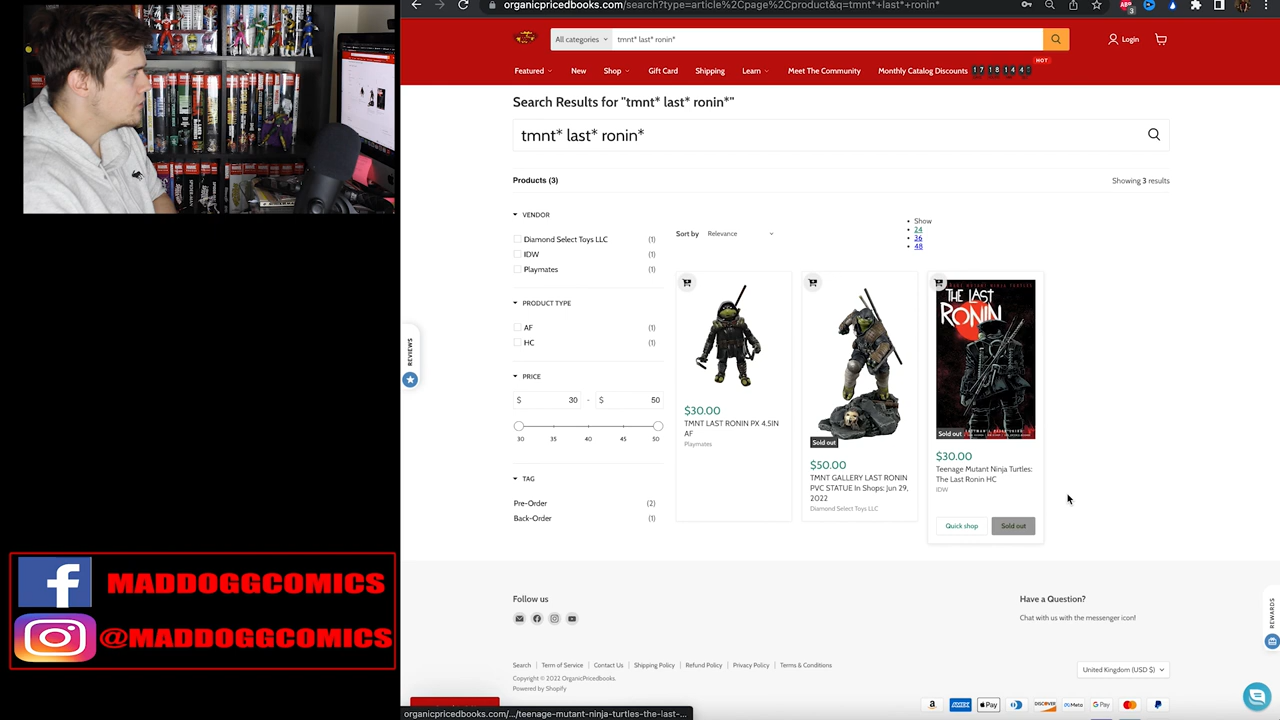 organicpricedbooks.com/search?type=article%2Cpage%2Cproduct&q=tmnt*+last*+ronin*
All categories
tmnt* last* ronin*
Login
Featured
New
Shop
Gift Card
Shipping
Learn
Meet The Community
Monthly Catalog Discounts
HOT
Search Results for "tmnt* last* ronin*"
tmnt* last* ronin*
Products (3)
Showing 3 results
VENDOR
Diamond Select Toys LLC (1)
IDW (1)
Playmates (1)
PRODUCT TYPE
AF (1)
HC (1)
PRICE
$ 30 - $ 50
30 35 40 45 50
TAG
Pre-Order (2)
Back-Order (1)
Sort by Relevance
Show
24
36
48
$30.00
TMNT LAST RONIN PX 4.5IN
AF
Playmates
Sold out
$50.00
TMNT GALLERY LAST RONIN
PVC STATUE In Shops: Jun 29,
2022
Diamond Select Toys LLC
THE LAST
RONIN
Sold out
$30.00
Teenage Mutant Ninja Turtles:
The Last Ronin HC
IDW
Quick shop
Sold out
REVIEWS
REWARDS
MADDOGGCOMICS
@MADDOGGCOMICS
Follow us
Have a Question?
Chat with us with the messenger icon!
Search
Term of Service
Contact Us
Shipping Policy
Refund Policy
Privacy Policy
Terms & Conditions
Copyright © 2022 OrganicPricedbooks.
Powered by Shopify
United Kingdom (USD $)
AMEX
Pay
DISCOVER
Meta
G Pay
VISA
organicpricedbooks.com/.../teenage-mutant-ninja-turtles-the-last-...